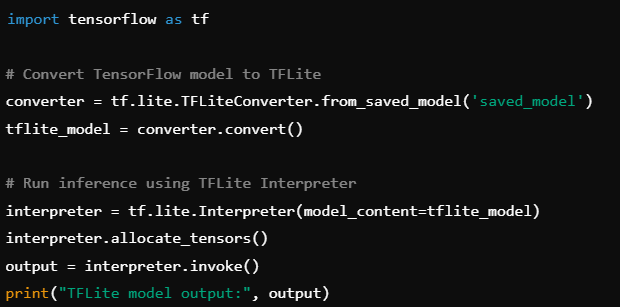 import tensorflow as tf
# Convert TensorFlow model to TFLite
converter = tf.lite.TFLiteConverter.from_saved_model('saved_model')
tflite_model = converter.convert()
# Run inference using TFLite Interpreter
interpreter = tf.lite.Interpreter(model_content=tflite_model)
interpreter.allocate_tensors()
output = interpreter.invoke()
print("TFLite model output:", output)